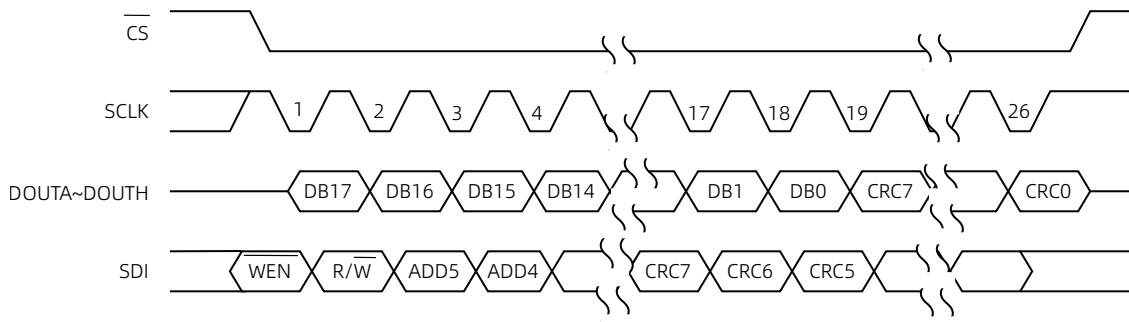 CS
SCLK 1 2 3 4 17 18 19 26
DOUTA~DOUTH DB17 DB16 DB15 DB14 DB1 DB0 CRC7 CRC0
SDI WEN R/W ADD5 ADD4 CRC7 CRC6 CRC5